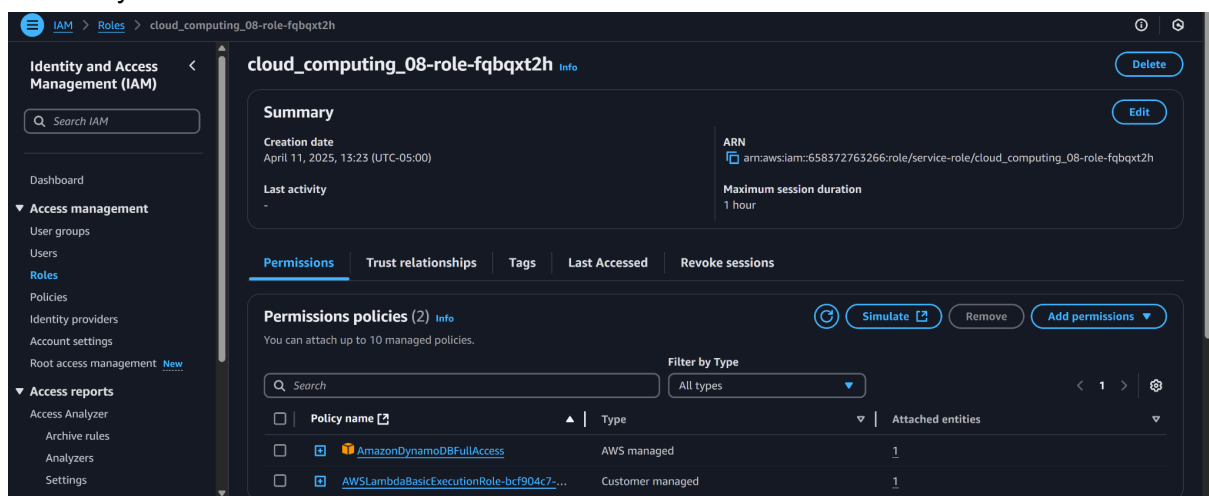 IAM > Roles > cloud_computing_08-role-fqbqxt2h
Identity and Access Management (IAM)
Search IAM
Dashboard
Access management
User groups
Users
Roles
Policies
Identity providers
Account settings
Root access management New
Access reports
Access Analyzer
Archive rules
Analyzers
Settings
cloud_computing_08-role-fqbqxt2h Info
Delete
Summary
Edit
Creation date
April 11, 2025, 13:23 (UTC-05:00)
ARN
arn:aws:iam::658372763266:role/service-role/cloud_computing_08-role-fqbqxt2h
Last activity
-
Maximum session duration
1 hour
Permissions Trust relationships Tags Last Accessed Revoke sessions
Permissions policies (2) Info
Simulate Remove Add permissions
You can attach up to 10 managed policies.
Filter by Type
Search All types
< 1 >
Policy name Type Attached entities
AmazonDynamoDBFullAccess AWS managed 1
AWSLambdaBasicExecutionRole-bcf904c7-... Customer managed 1